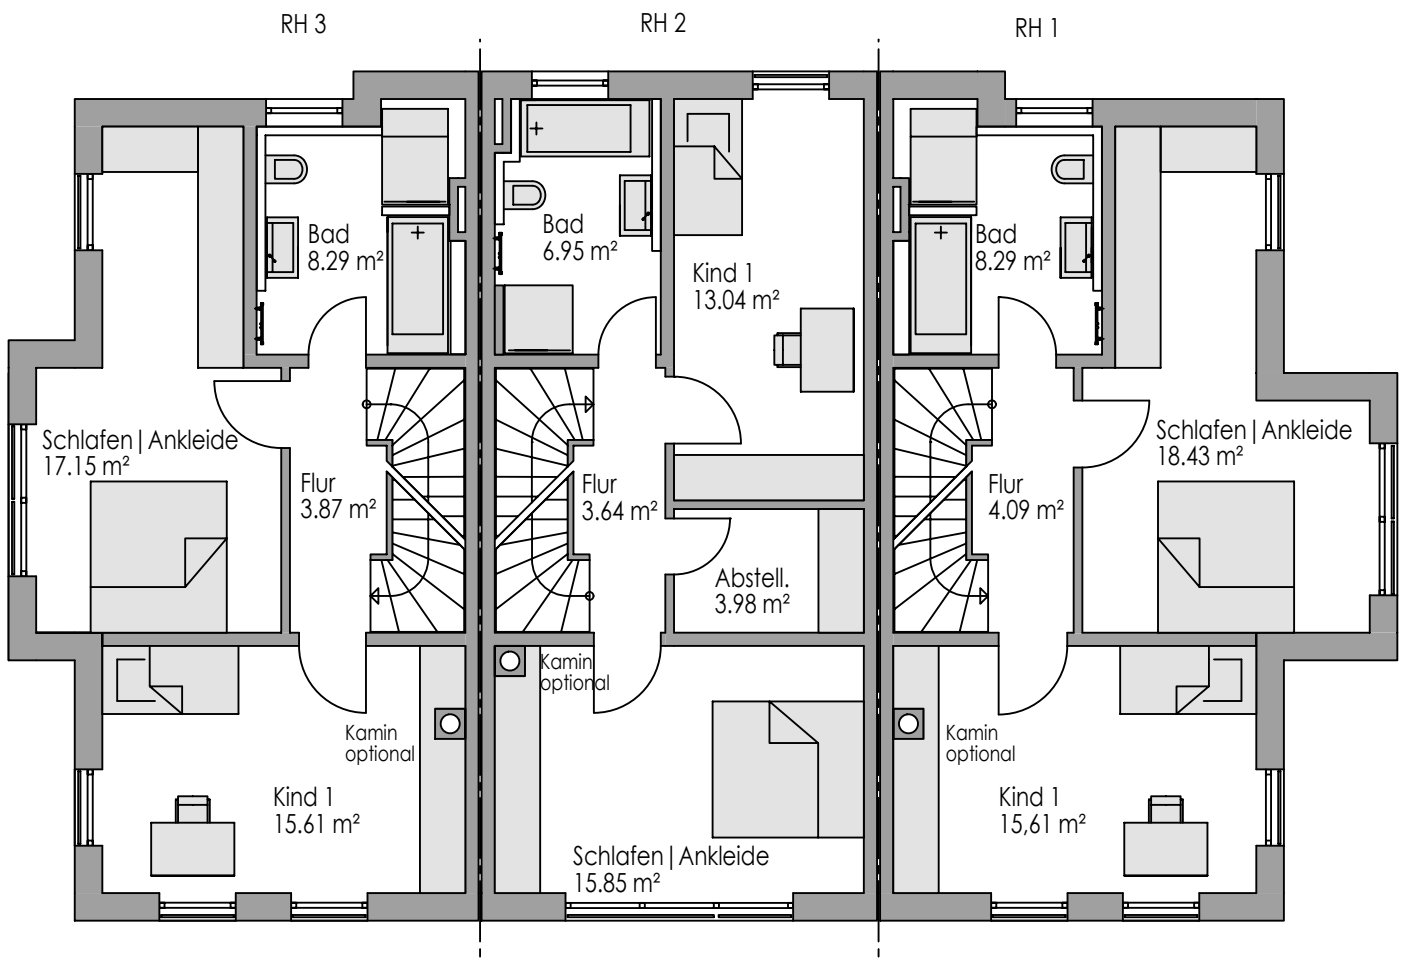 RH 3
RH 2
RH 1
Bad
8.29 m²
Bad
6.95 m²
Kind 1
13.04 m²
Bad
8.29 m²
Schlafen|Ankleide
17.15 m²
Flur
3.87 m²
Flur
3.64 m²
Abstell.
3.98 m²
Flur
4.09 m²
Schlafen|Ankleide
18.43 m²
Kamin
optional
Kind 1
15.61 m²
Kamin
optional
Schlafen|Ankleide
15.85 m²
Kamin
optional
Kind 1
15,61 m²